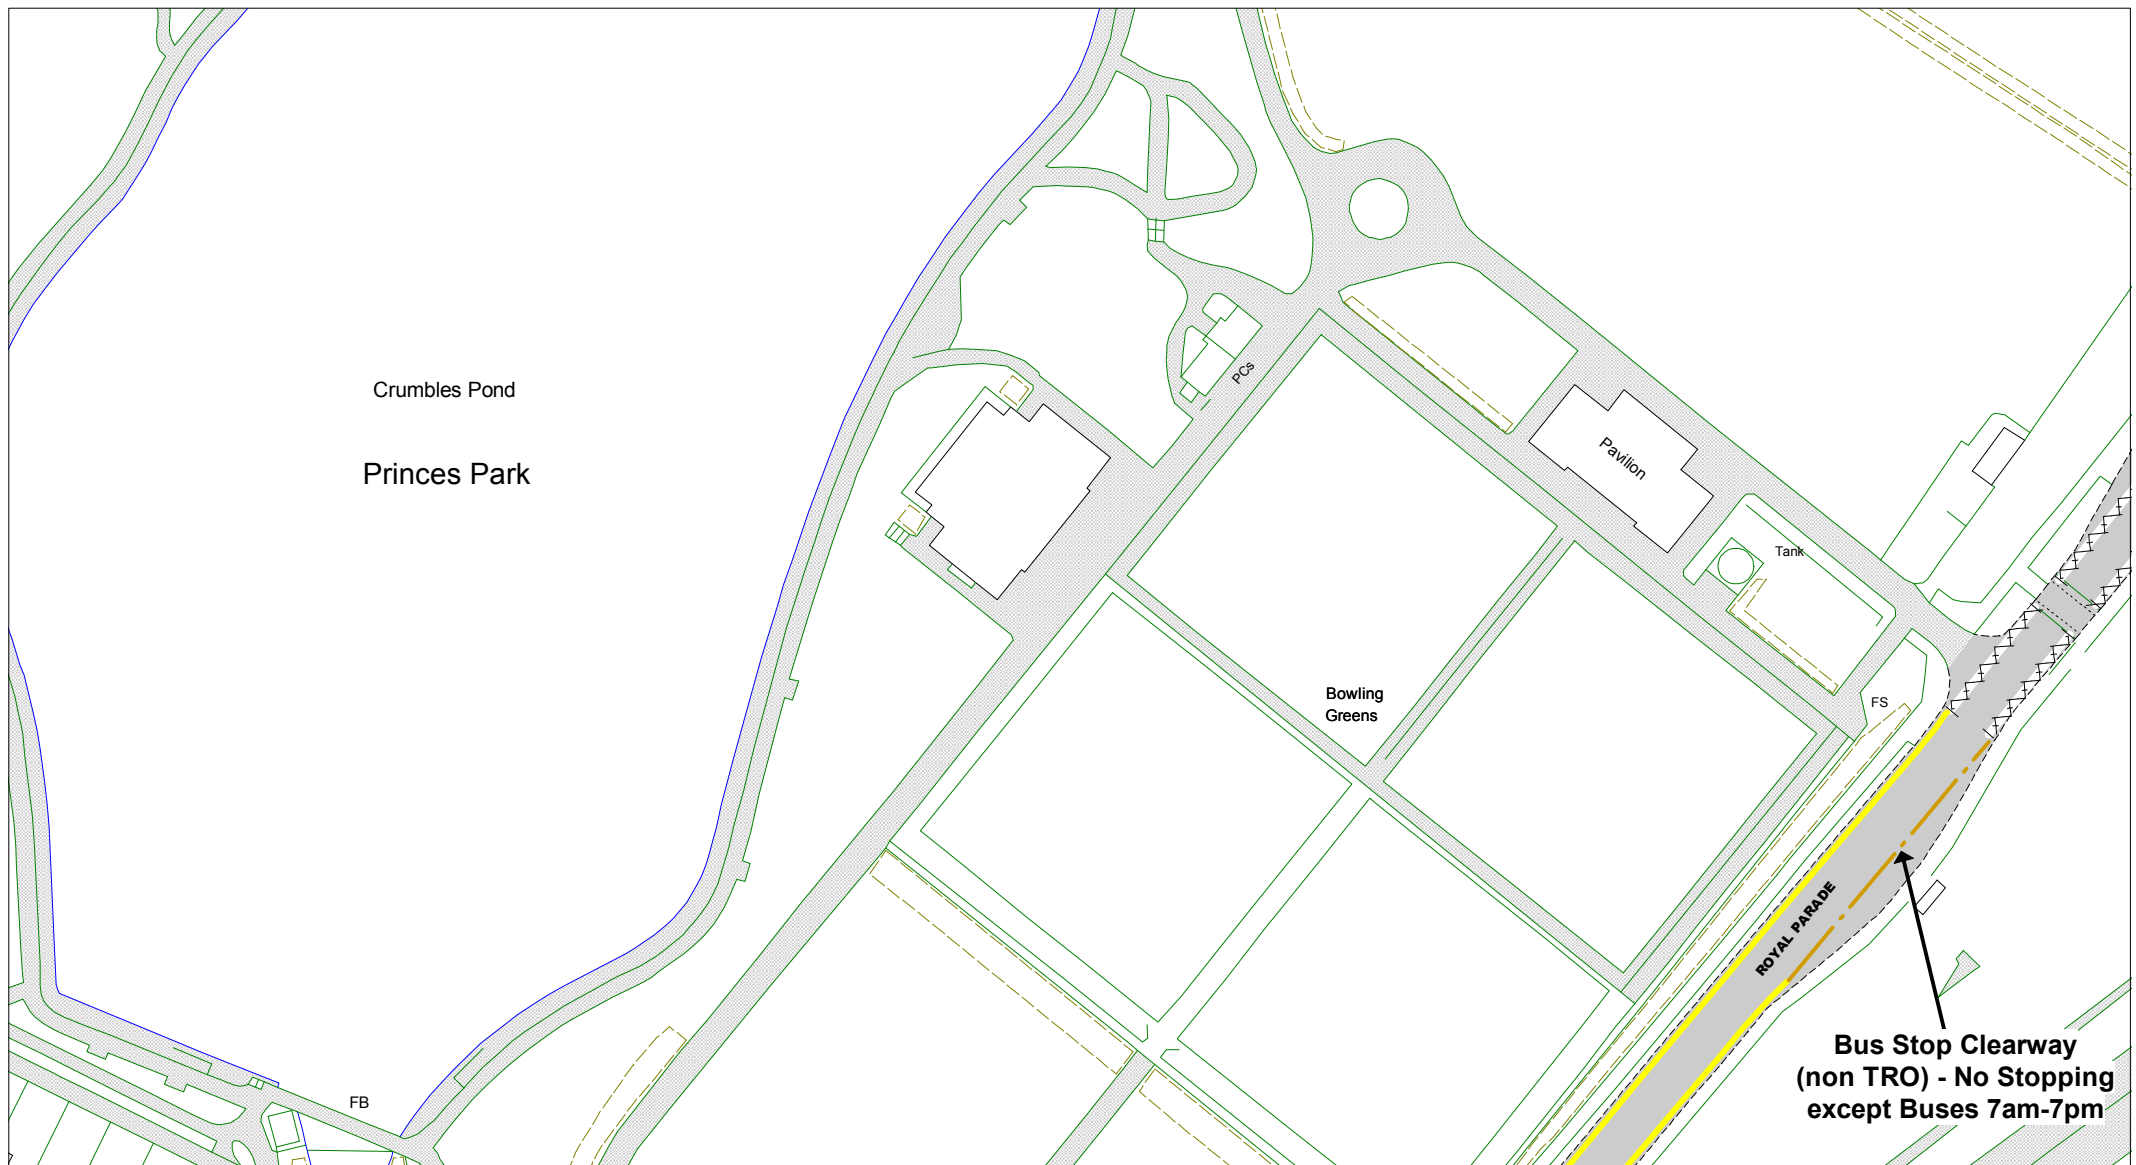 Crumbles Pond
Princes Park
PCs
Pavilion
Tank
Bowling
Greens
FS
ROYAL PARADE
Bus Stop Clearway
(non TRO) - No Stopping
except Buses 7am-7pm
FB